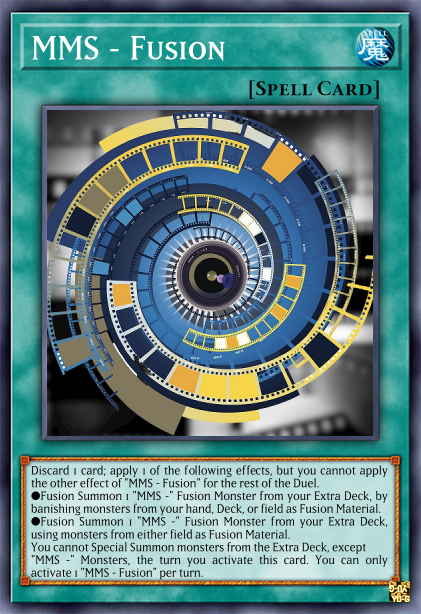 MMS - Fusion
SPELL
魔
[Spell Card]
Discard 1 card; apply 1 of the following effects, but you cannot apply
the other effect of "MMS - Fusion" for the rest of the Duel.
●Fusion Summon 1 "MMS -" Fusion Monster from your Extra Deck, by
banishing monsters from your hand, Deck, or field as Fusion Material.
●Fusion Summon 1 "MMS -" Fusion Monster from your Extra Deck,
using monsters from either field as Fusion Material.
You cannot Special Summon monsters from the Extra Deck, except
"MMS -" Monsters, the turn you activate this card. You can only
activate 1 "MMS - Fusion" per turn.